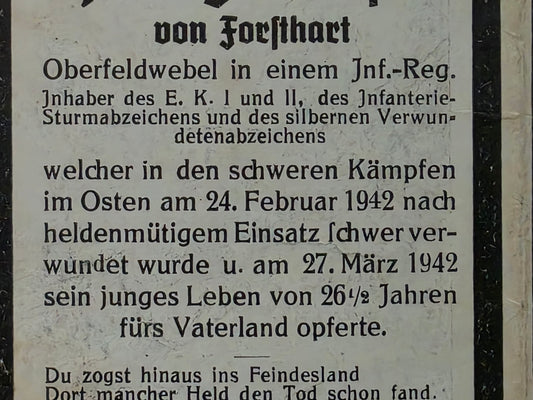 von Forsthart
Oberfeldwebel in einem Jnf.-Reg.
Jnhaber des E. K. I und II, des Jnfanterie-
Sturmabzeichens und des silbernen Verwun-
detenabzeichens
welcher in den schweren Kämpfen
im Osten am 24. Februar 1942 nach
heldenmütigem Einsatz schwer ver-
wundet wurde u. am 27. März 1942
sein junges Leben von 26½ Jahren
fürs Vaterland opferte.
Du zogst hinaus ins Feindesland
Dort mancher Held den Tod schon fand.